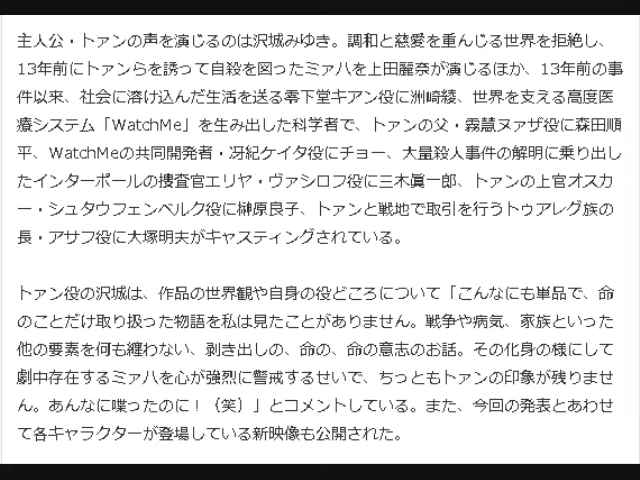 主人公・トァンの声を演じるのは沢城みゆき。調和と慈愛を重んじる世界を拒絶し、
13年前にトァンらを誘って自殺を図ったミァハを上田麗奈が演じるほか、13年前の事
件以来、社会に溶け込んだ生活を送る零下堂キアン役に洲崎綾、世界を支える高度医
療システム「WatchMe」を生み出した科学者で、トァンの父・霧慧ヌァザ役に森田順
平、WatchMeの共同開発者・冴紀ケイタ役にチョー、大量殺人事件の解明に乗り出し
たインターポールの捜査官エリヤ・ヴァシロフ役に三木眞一郎、トァンの上官オスカ
ー・シュタウフェンベルク役に榊原良子、トァンと戦地で取引を行うトゥアレグ族の
長・アサフ役に大塚明夫がキャスティングされている。
トァン役の沢城は、作品の世界観や自身の役どころについて「こんなにも単品で、命
のことだけ取り扱った物語を私は見たことがありません。戦争や病気、家族といった
他の要素を何も纏わない、剥き出しの、命の、命の意志のお話。その化身の様にして
劇中存在するミァハを心が強烈に警戒するせいで、ちっともトァンの印象が残りませ
ん。あんなに喋ったのに！（笑）」とコメントしている。また、今回の発表とあわせ
て各キャラクターが登場している新映像も公開された。